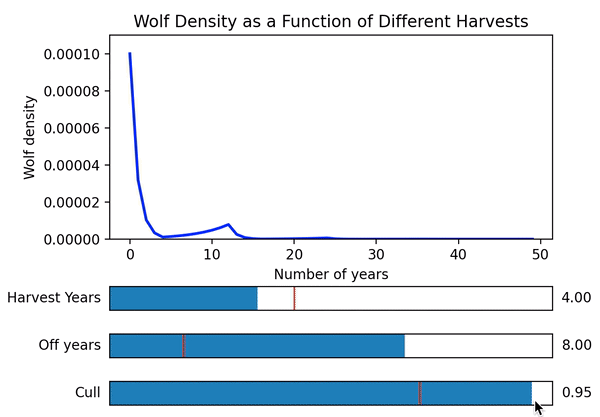 Wolf Density as a Function of Different Harvests
0.00010
0.00008
0.00006
0.00004
0.00002
0.00000
Wolf density
0 10 20 30 40 50
Number of years
Harvest Years 4.00
Off years 8.00
Cull 0.95